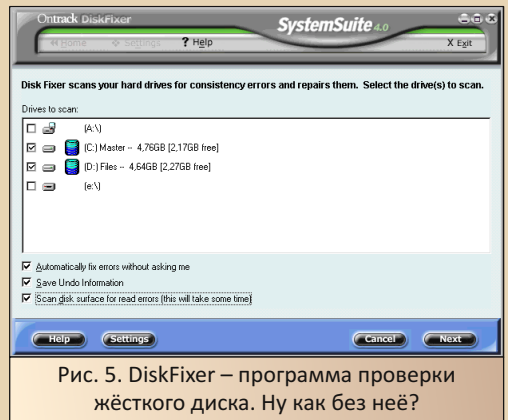 Ontrack DiskFixer
SystemSuite 4.0
Home Settings ? Help X Exit
Disk Fixer scans your hard drives for consistency errors and repairs them. Select the drive(s) to scan.
Drives to scan:
(A:\)
(C:) Master -- 4,76GB [2,17GB free]
(D:) Files -- 4,64GB [2,27GB free]
(e:\)
Automatically fix errors without asking me
Save Undo Information
Scan disk surface for read errors (this will take some time)
Help Settings Cancel Next
Рис. 5. DiskFixer – программа проверки
жёсткого диска. Ну как без неё?